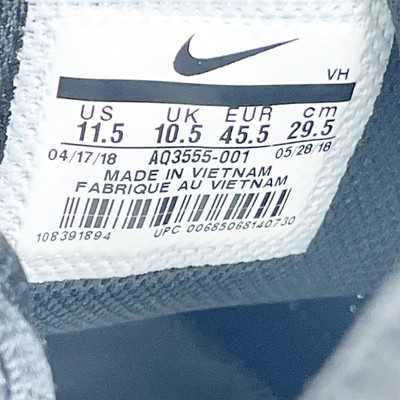 VH
US UK EUR cm
11.5 10.5 45.5 29.5
04/17/18 AQ3555-001 05/28/18
MADE IN VIETNAM
FABRIQUE AU VIETNAM
108391894 UPC 00685068140730